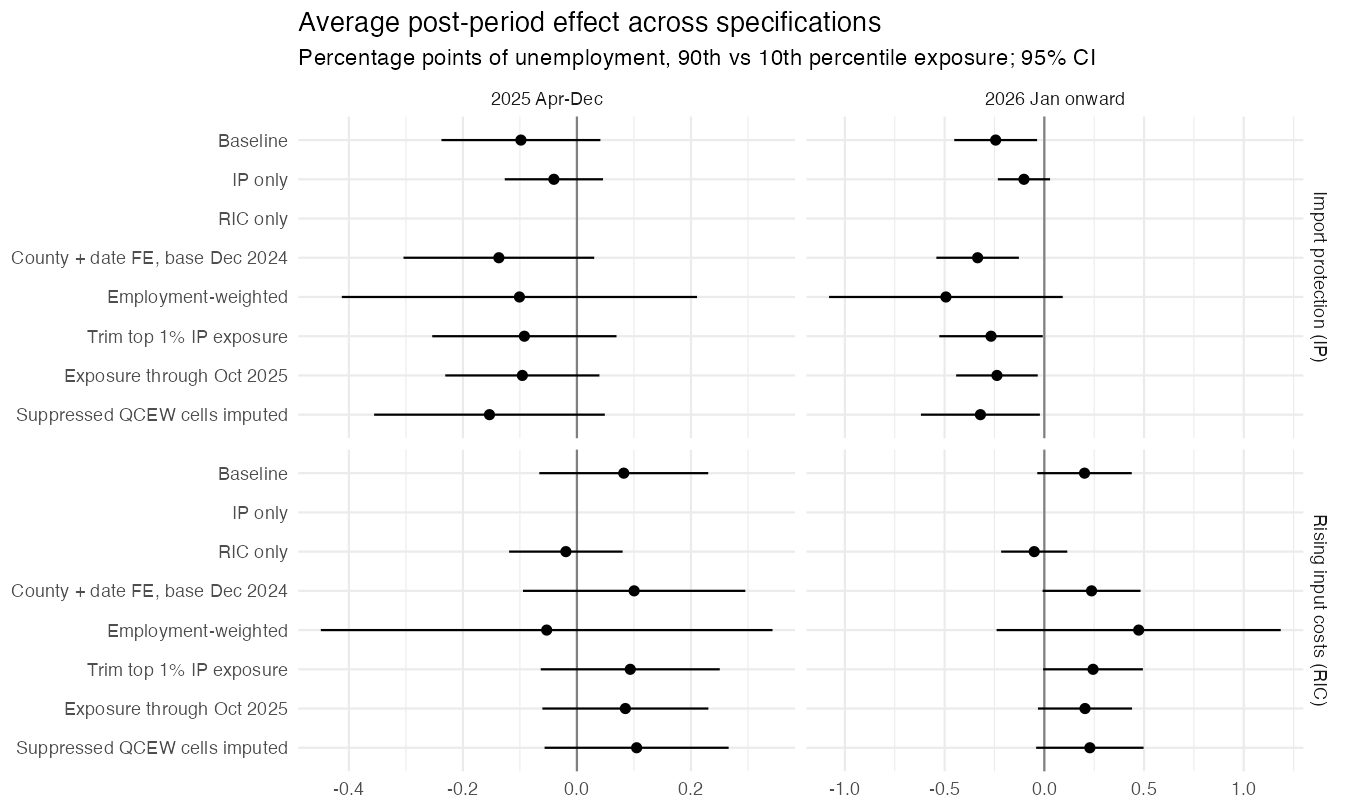 Average post-period effect across specifications
Percentage points of unemployment, 90th vs 10th percentile exposure; 95% CI
2025 Apr-Dec
2026 Jan onward
Baseline
IP only
RIC only
County + date FE, base Dec 2024
Employment-weighted
Trim top 1% IP exposure
Exposure through Oct 2025
Suppressed QCEW cells imputed
Import protection (IP)
Baseline
IP only
RIC only
County + date FE, base Dec 2024
Employment-weighted
Trim top 1% IP exposure
Exposure through Oct 2025
Suppressed QCEW cells imputed
Rising input costs (RIC)
-0.4 -0.2 0.0 0.2
-1.0 -0.5 0.0 0.5 1.0